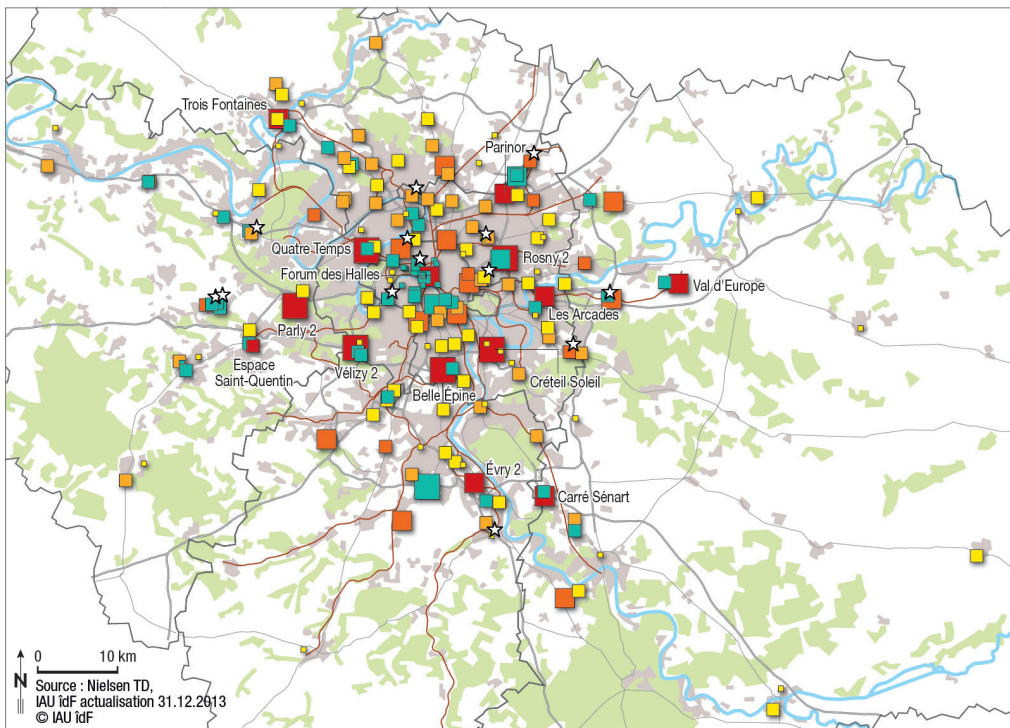 Trois Fontaines
Parinor
Quatre Temps
Rosny 2
Forum des Halles
Val d'Europe
Les Arcades
Parly 2
Espace
Saint-Quentin
Vélizy 2
Créteil Soleil
Belle Épine
Évry 2
Carré Sénart
0 10 km
N
Source : Nielsen TD,
IAU îdF actualisation 31.12.2013
© IAU îdF